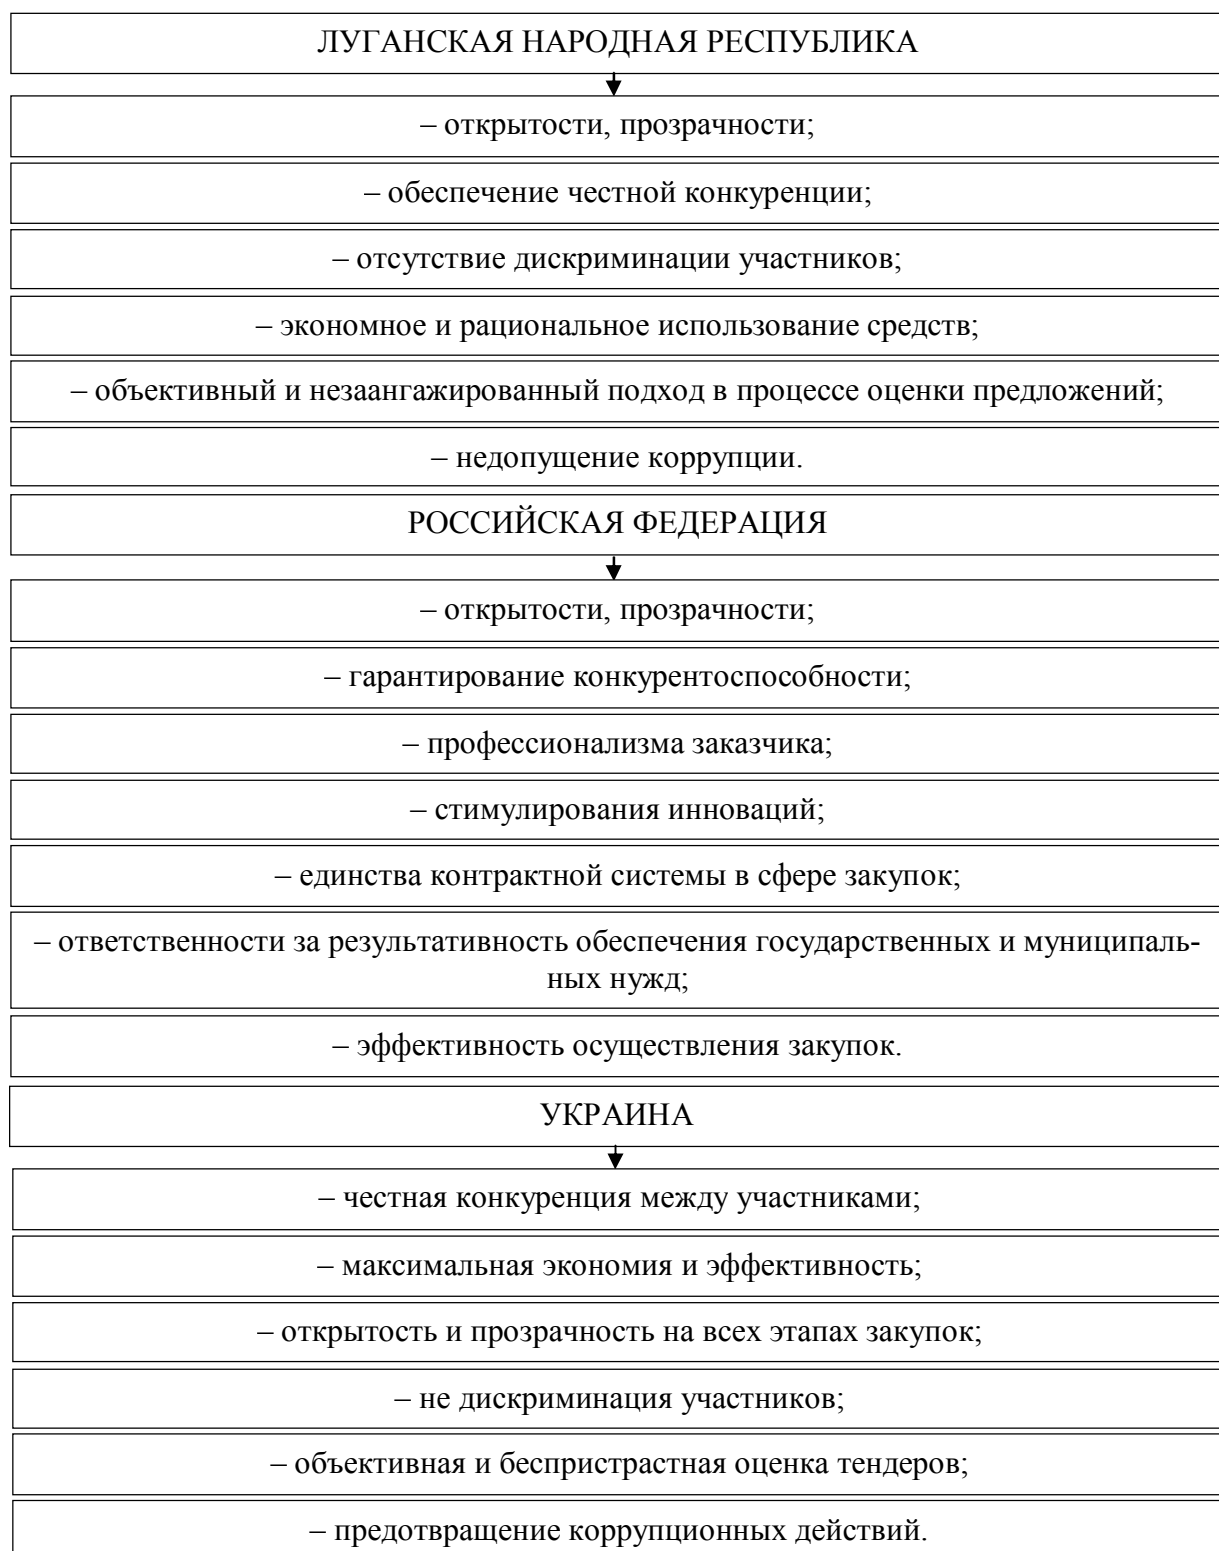 ЛУГАНСКАЯ НАРОДНАЯ РЕСПУБЛИКА
– открытости, прозрачности;
– обеспечение честной конкуренции;
– отсутствие дискриминации участников;
– экономное и рациональное использование средств;
– объективный и незаангажированный подход в процессе оценки предложений;
– недопущение коррупции.
РОССИЙСКАЯ ФЕДЕРАЦИЯ
– открытости, прозрачности;
– гарантирование конкурентоспособности;
– профессионализма заказчика;
– стимулирования инноваций;
– единства контрактной системы в сфере закупок;
– ответственности за результативность обеспечения государственных и муниципаль-
ных нужд;
– эффективность осуществления закупок.
УКРАИНА
– честная конкуренция между участниками;
– максимальная экономия и эффективность;
– открытость и прозрачность на всех этапах закупок;
– не дискриминация участников;
– объективная и беспристрастная оценка тендеров;
– предотвращение коррупционных действий.